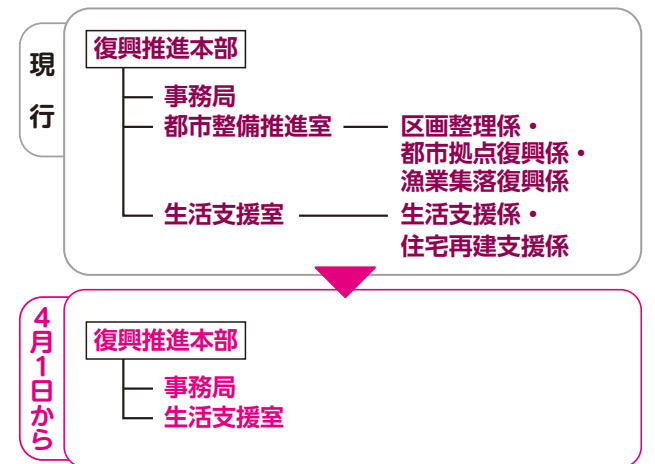 現行
復興推進本部
事務局
都市整備推進室 区画整理係・
都市拠点復興係・
漁業集落復興係
生活支援室 生活支援係・
住宅再建支援係
4月1日から
復興推進本部
事務局
生活支援室